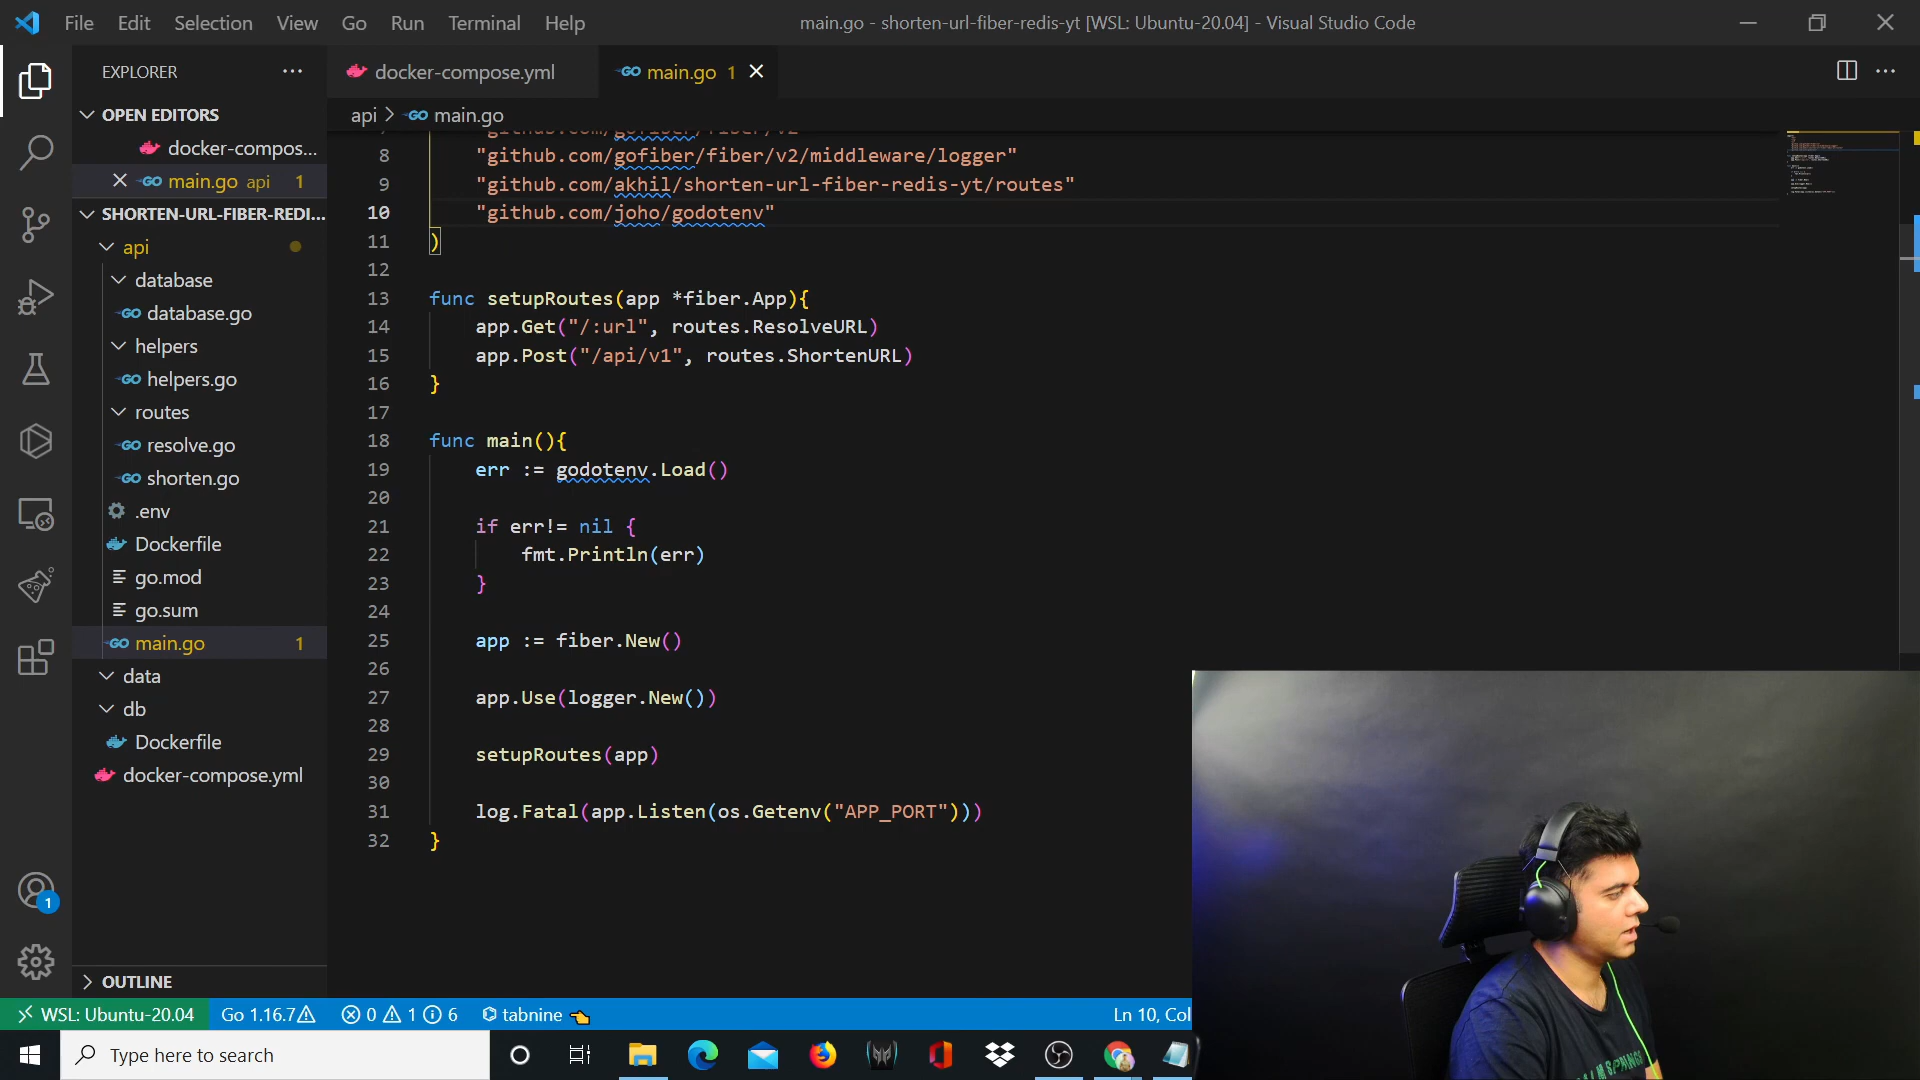 File Edit Selection View Go Run Terminal Help
main.go - shorten-url-fiber-redis-yt [WSL: Ubuntu-20.04] - Visual Studio Code
EXPLORER
OPEN EDITORS
docker-compos...
main.go api 1
SHORTEN-URL-FIBER-REDI...
api
database
database.go
helpers
helpers.go
routes
resolve.go
shorten.go
.env
Dockerfile
go.mod
go.sum
main.go 1
data
db
Dockerfile
docker-compose.yml
OUTLINE
docker-compose.yml
main.go 1
api > main.go
"github.com/gofiber/fiber/v2"
8 "github.com/gofiber/fiber/v2/middleware/logger"
9 "github.com/akhil/shorten-url-fiber-redis-yt/routes"
10 "github.com/joho/godotenv"
11 )
12
13 func setupRoutes(app *fiber.App){
14 app.Get("/:url", routes.ResolveURL)
15 app.Post("/api/v1", routes.ShortenURL)
16 }
17
18 func main(){
19 err := godotenv.Load()
20
21 if err!= nil {
22 fmt.Println(err)
23 }
24
25 app := fiber.New()
26
27 app.Use(logger.New())
28
29 setupRoutes(app)
30
31 log.Fatal(app.Listen(os.Getenv("APP_PORT")))
32 }
1
WSL: Ubuntu-20.04 Go 1.16.7 0 1 6 tabnine Ln 10, Col
Type here to search